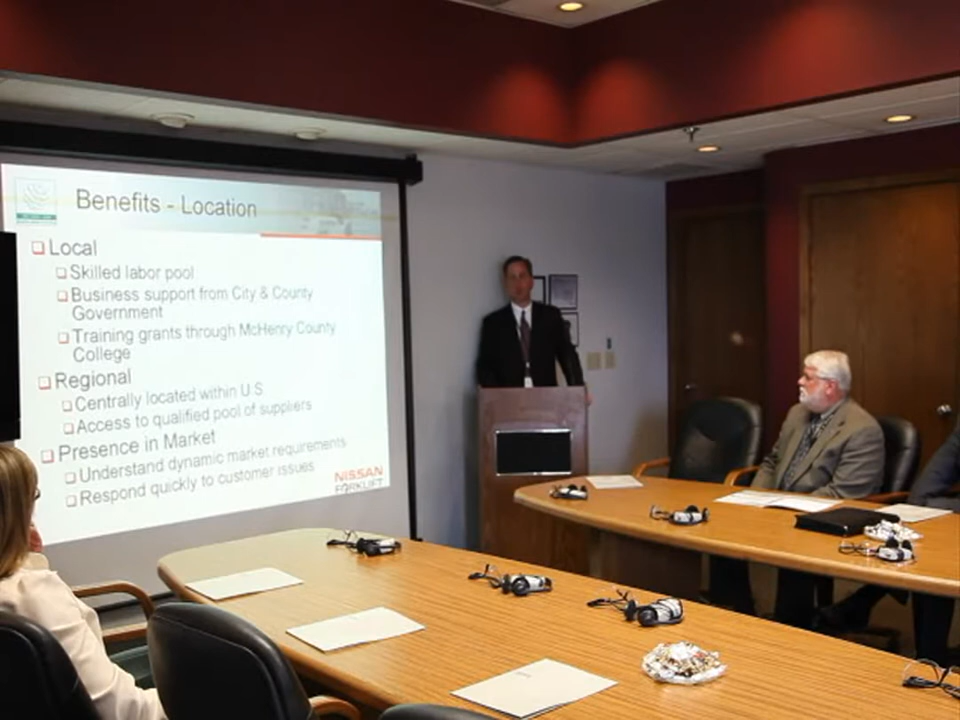 Benefits - Location
Local
Skilled labor pool
Business support from City & County
Government
Training grants through McHenry County
College
Regional
Centrally located within U S
Access to qualified pool of suppliers
Presence in Market
Understand dynamic market requirements
Respond quickly to customer issues
NISSAN
FORKLIFT